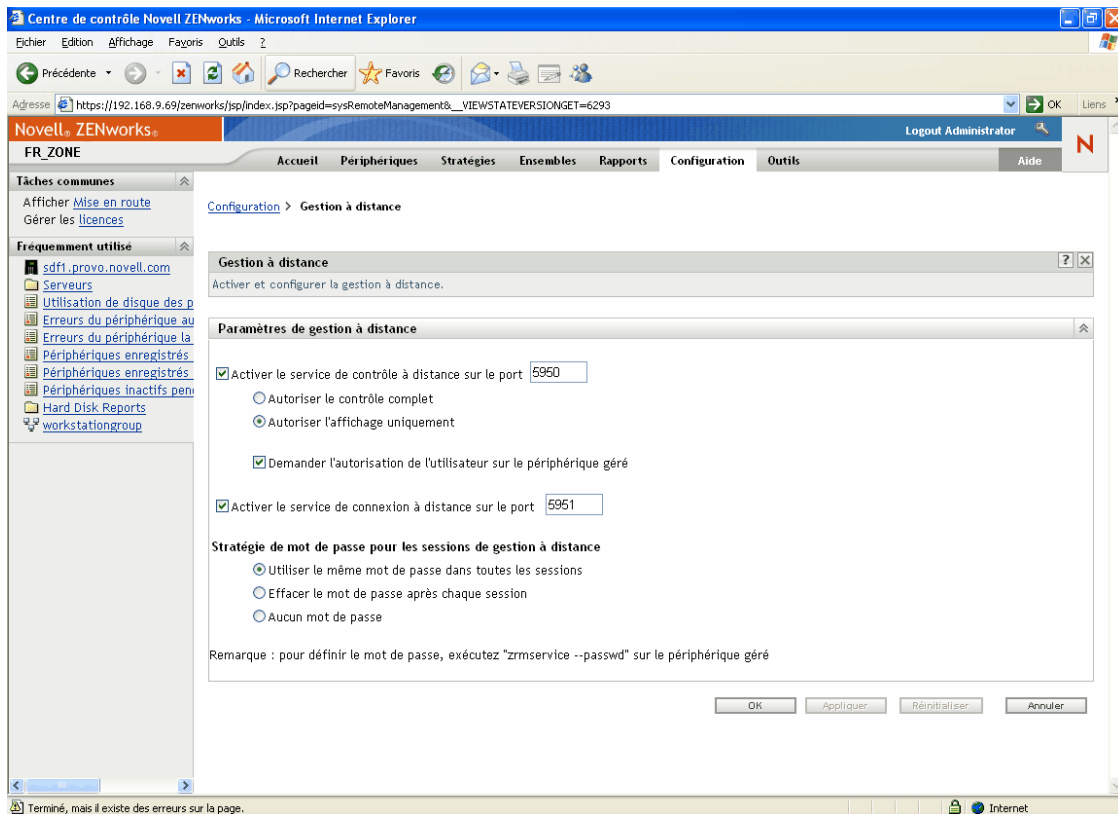 Centre de contrôle Novell ZENworks - Microsoft Internet Explorer
Fichier Edition Affichage Favoris Outils ?
Précédente Rechercher Favoris
Adresse https://192.168.9.69/zenworks/jsp/index.jsp?pageid=sysRemoteManagement&__VIEWSTATEVERSIONGET=6293 OK Liens
Novell® ZENworks® Logout Administrator N
FR_ZONE
Accueil Périphériques Stratégies Ensembles Rapports Configuration Outils Aide
Tâches communes
Afficher Mise en route
Gérer les licences
Fréquemment utilisé
sdf1.provo.novell.com
Serveurs
Utilisation de disque des p
Erreurs du périphérique au
Erreurs du périphérique la
Périphériques enregistrés
Périphériques enregistrés
Périphériques inactifs pen
Hard Disk Reports
workstationgroup
Configuration > Gestion à distance
Gestion à distance ?
Activer et configurer la gestion à distance.
Paramètres de gestion à distance
Activer le service de contrôle à distance sur le port 5950
Autoriser le contrôle complet
Autoriser l'affichage uniquement
Demander l'autorisation de l'utilisateur sur le périphérique géré
Activer le service de connexion à distance sur le port 5951
Stratégie de mot de passe pour les sessions de gestion à distance
Utiliser le même mot de passe dans toutes les sessions
Effacer le mot de passe après chaque session
Aucun mot de passe
Remarque : pour définir le mot de passe, exécutez "zrmservice --passwd" sur le périphérique géré
OK Appliquer Réinitialiser Annuler
Terminé, mais il existe des erreurs sur la page. Internet